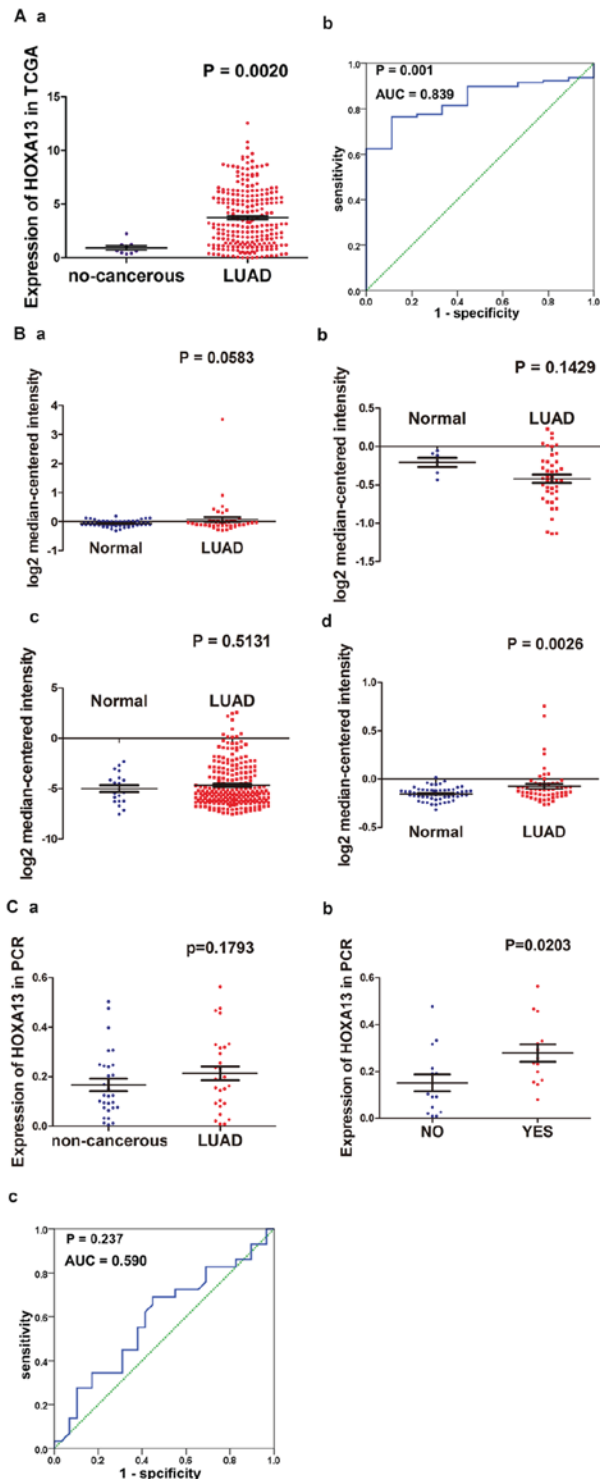 A a
P = 0.0020
Expression of HOXA13 in TCGA
15
10
5
0
no-cancerous LUAD
b
P = 0.001
AUC = 0.839
sensitivity
1.0
0.8
0.6
0.4
0.2
0.0
0.0 0.2 0.4 0.6 0.8 1.0
1 - specificity
B a
P = 0.0583
log2 median-centered intensity
4
3
2
1
0
-1
Normal LUAD
b
P = 0.1429
log2 median-centered intensity
Normal LUAD
0.5
0.0
-0.5
-1.0
-1.5
c
P = 0.5131
log2 median-centered intensity
Normal LUAD
5
0
-5
-10
d
P = 0.0026
log2 median-centered intensity
1.0
0.5
-0.0
-0.5
Normal LUAD
C a
p=0.1793
Expression of HOXA13 in PCR
0.6
0.4
0.2
0.0
non-cancerous LUAD
b
P=0.0203
Expression of HOXA13 in PCR
0.6
0.4
0.2
0.0
NO YES
c
P = 0.237
AUC = 0.590
sensitivity
1.0
0.8
0.6
0.4
0.2
0.0
0.0 0.2 0.4 0.6 0.8 1.0
1 - spcificity